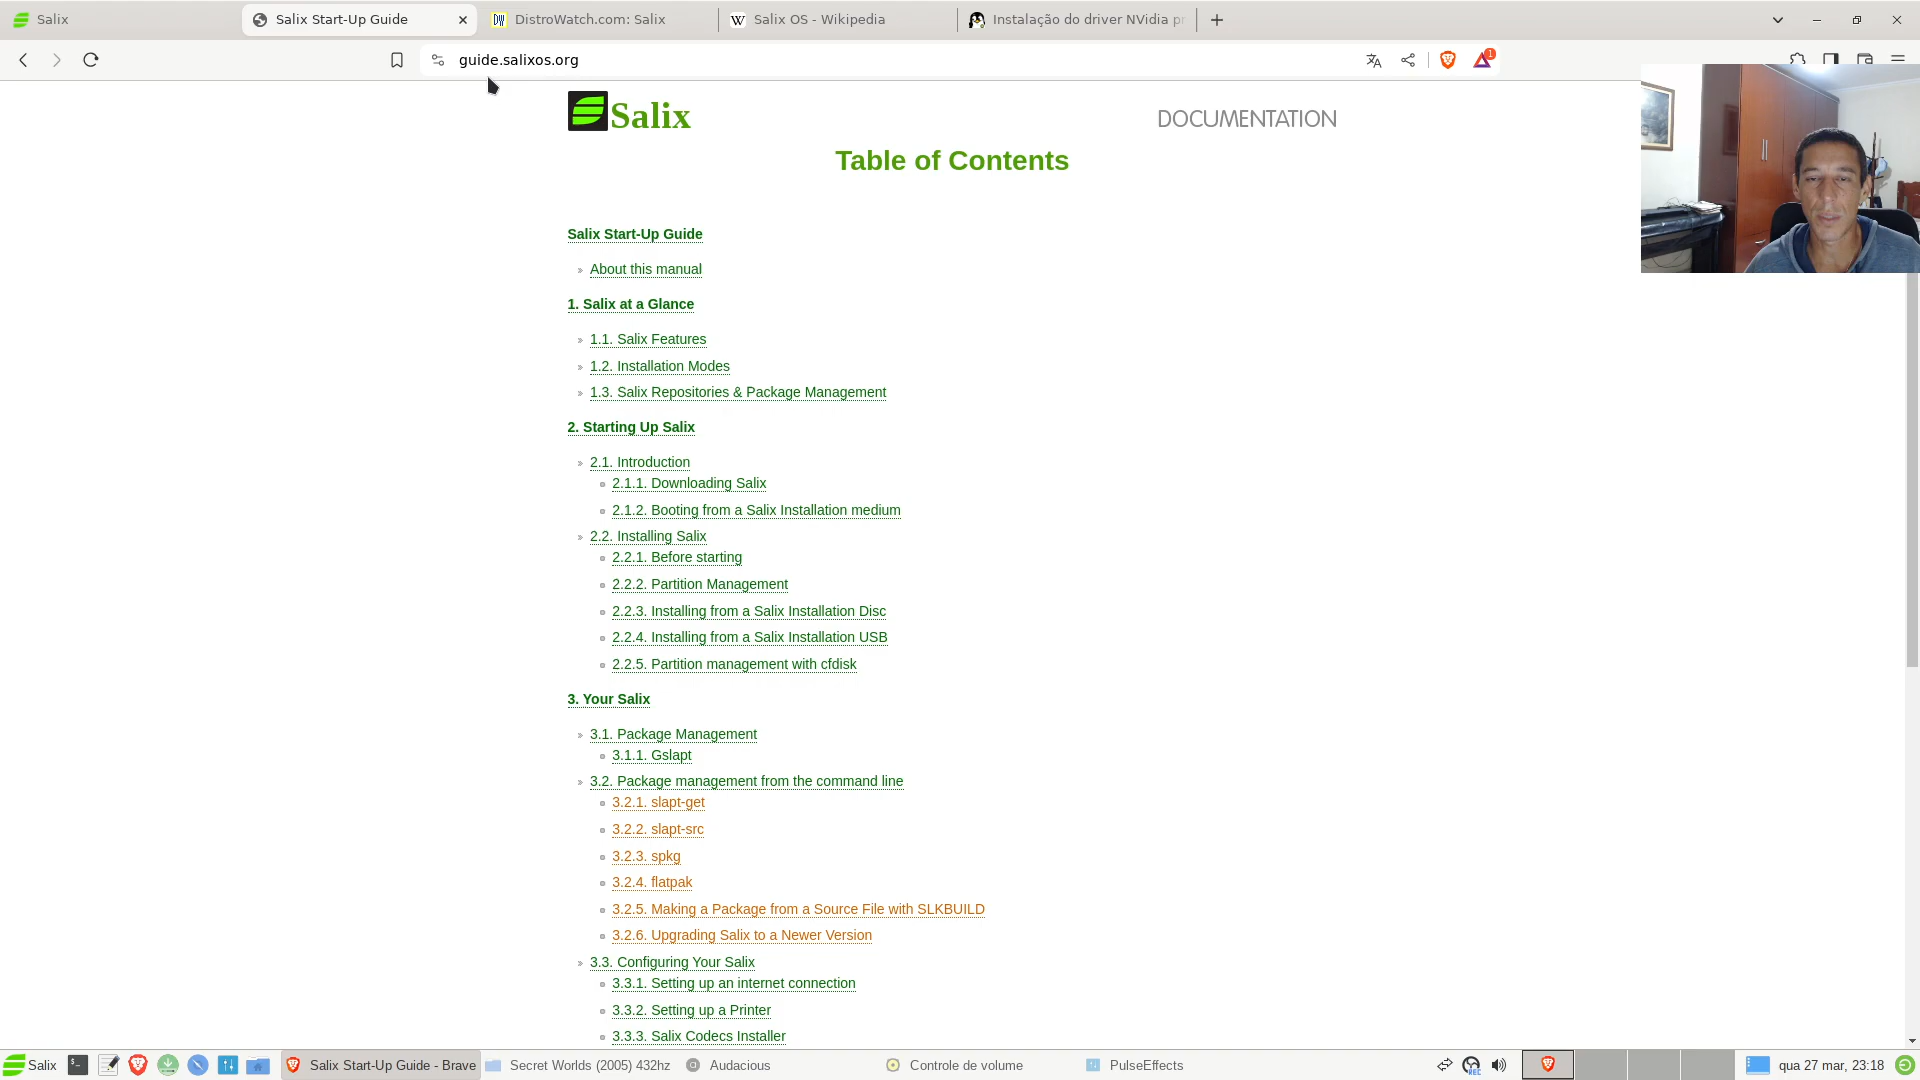 Salix
Salix Start-Up Guide
DistroWatch.com: Salix
Salix OS - Wikipedia
Instalação do driver NVidia pr
guide.salixos.org
1
Salix
DOCUMENTATION
Table of Contents
Salix Start-Up Guide
» About this manual
1. Salix at a Glance
» 1.1. Salix Features
» 1.2. Installation Modes
» 1.3. Salix Repositories & Package Management
2. Starting Up Salix
» 2.1. Introduction
2.1.1. Downloading Salix
2.1.2. Booting from a Salix Installation medium
» 2.2. Installing Salix
2.2.1. Before starting
2.2.2. Partition Management
2.2.3. Installing from a Salix Installation Disc
2.2.4. Installing from a Salix Installation USB
2.2.5. Partition management with cfdisk
3. Your Salix
» 3.1. Package Management
3.1.1. Gslapt
» 3.2. Package management from the command line
3.2.1. slapt-get
3.2.2. slapt-src
3.2.3. spkg
3.2.4. flatpak
3.2.5. Making a Package from a Source File with SLKBUILD
3.2.6. Upgrading Salix to a Newer Version
» 3.3. Configuring Your Salix
3.3.1. Setting up an internet connection
3.3.2. Setting up a Printer
3.3.3. Salix Codecs Installer
Salix
Salix Start-Up Guide - Brave
Secret Worlds (2005) 432hz
Audacious
Controle de volume
PulseEffects
REC
qua 27 mar, 23:18